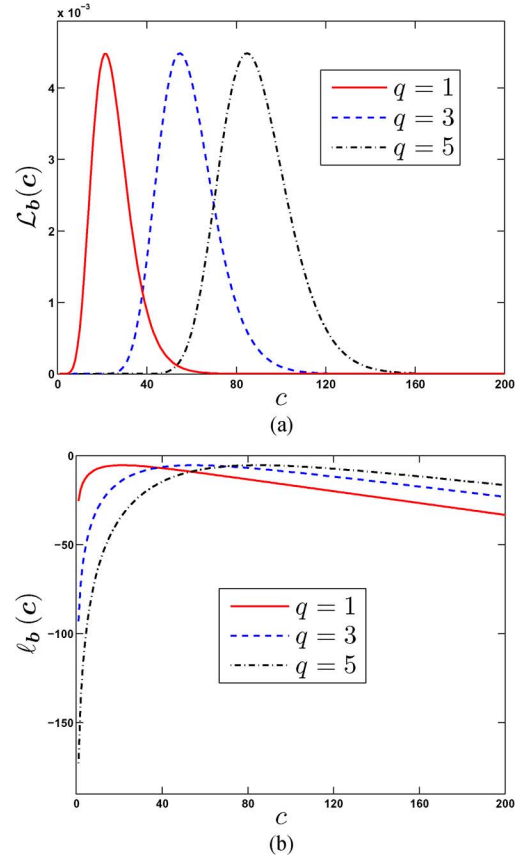 × 10⁻³
4
3
2
1
0
𝓛_b(c)
q = 1
q = 3
q = 5
0 40 80 120 160 200
c
(a)
0
−50
−100
−150
ℓ_b(c)
q = 1
q = 3
q = 5
0 40 80 120 160 200
c
(b)